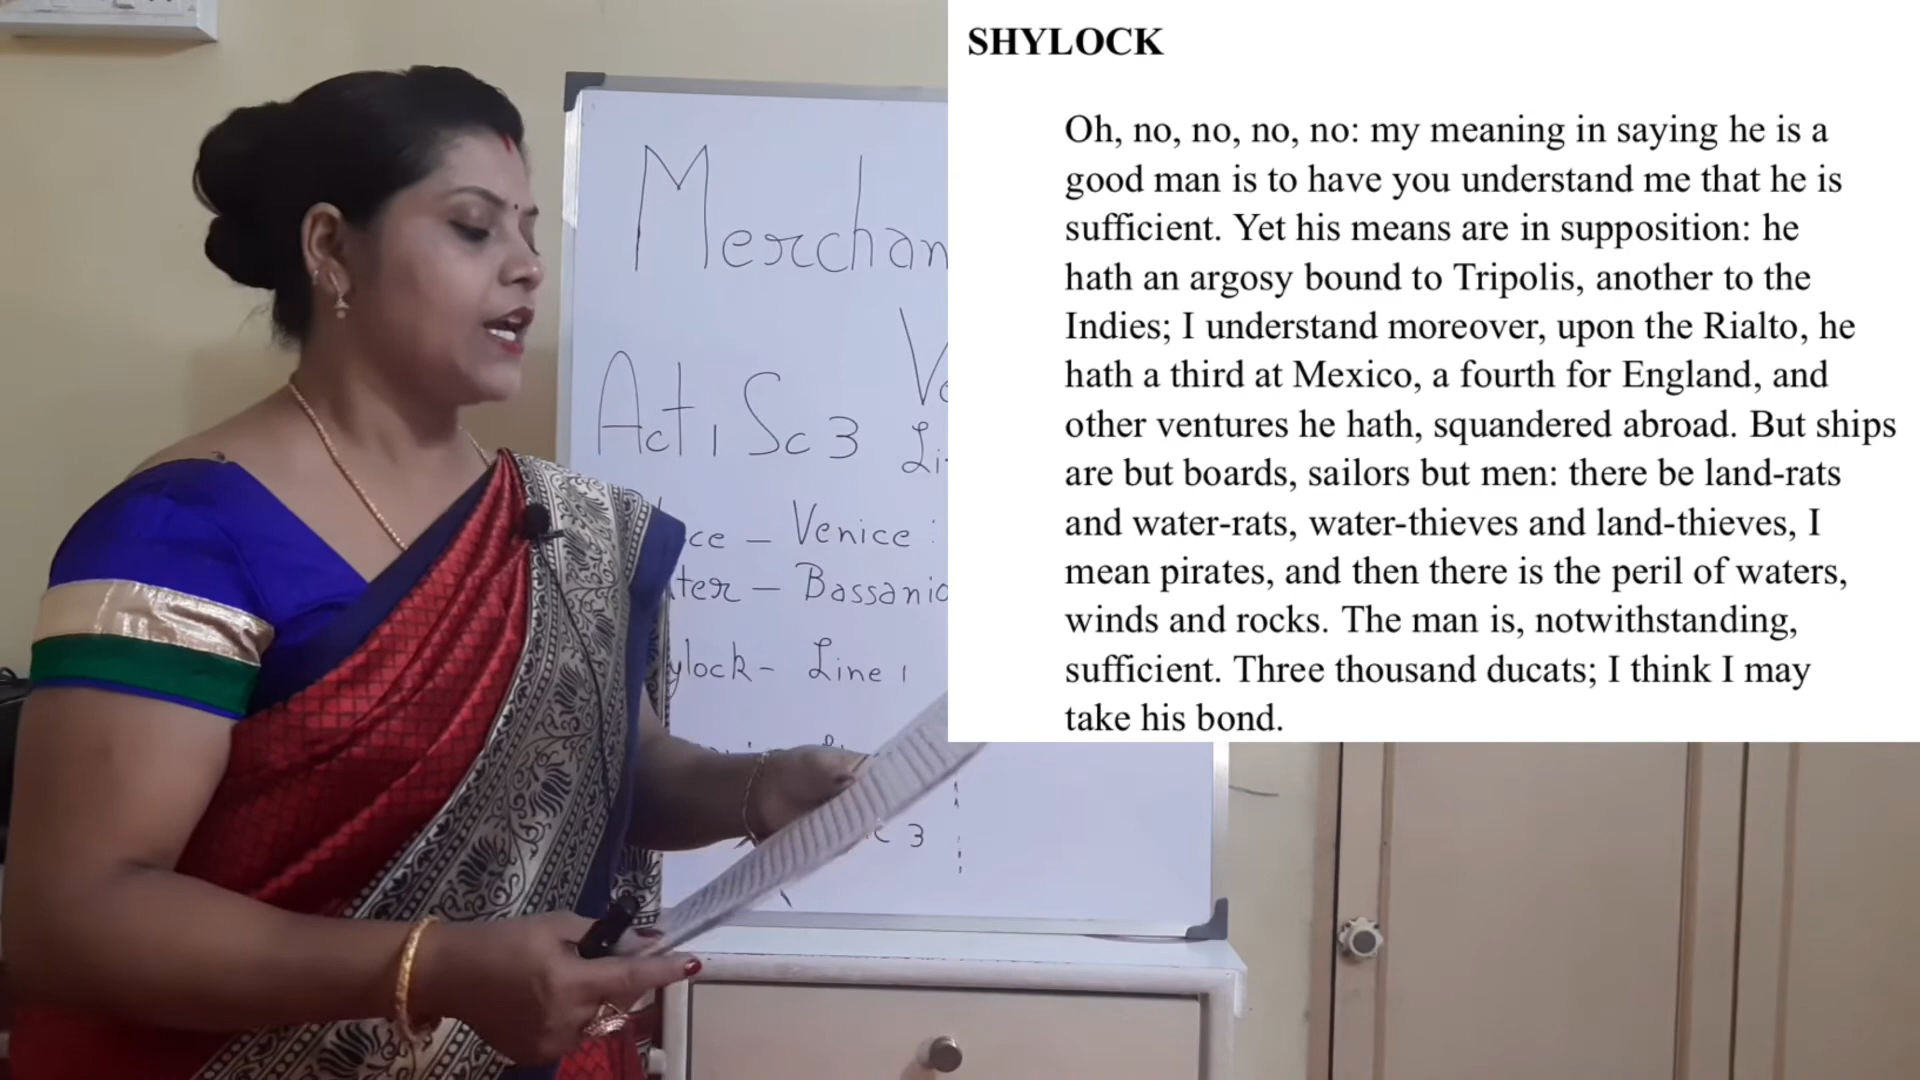 SHYLOCK
Oh, no, no, no, no: my meaning in saying he is a
good man is to have you understand me that he is
sufficient. Yet his means are in supposition: he
hath an argosy bound to Tripolis, another to the
Indies; I understand moreover, upon the Rialto, he
hath a third at Mexico, a fourth for England, and
other ventures he hath, squandered abroad. But ships
are but boards, sailors but men: there be land-rats
and water-rats, water-thieves and land-thieves, I
mean pirates, and then there is the peril of waters,
winds and rocks. The man is, notwithstanding,
sufficient. Three thousand ducats; I think I may
take his bond.
Merchan
Ve
Act 1 Sc 3 Li
ce – Venice :
ter – Bassanio
ylock - Line 1
3